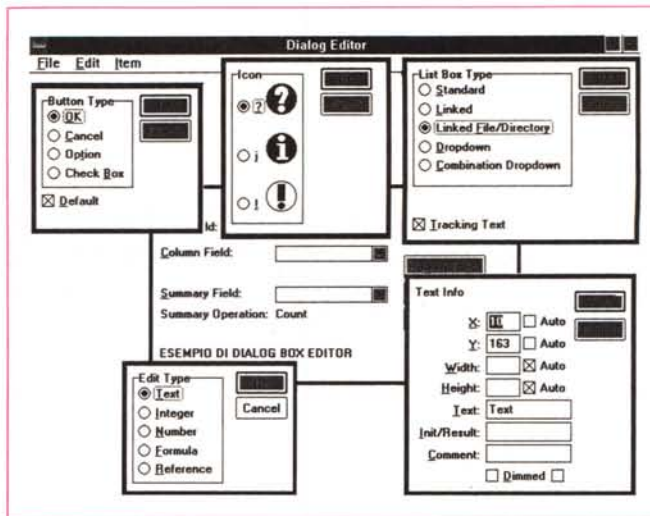 Dialog Editor
File Edit Item
Button Type
OK
Cancel
Option
Check Box
Default
Icon
?
i
!
List Box Type
Standard
Linked
Linked File/Directory
Dropdown
Combination Dropdown
Tracking Text
ld:
Column Field:
Summary Field:
Summary Operation: Count
ESEMPIO DI DIALOG BOX EDITOR
Edit Type
Text
Integer
Number
Formula
Reference
Cancel
Text Info
X: 10 Auto
Y: 163 Auto
Width: Auto
Height: Auto
Text: Text
Init/Result:
Comment:
Dimmed